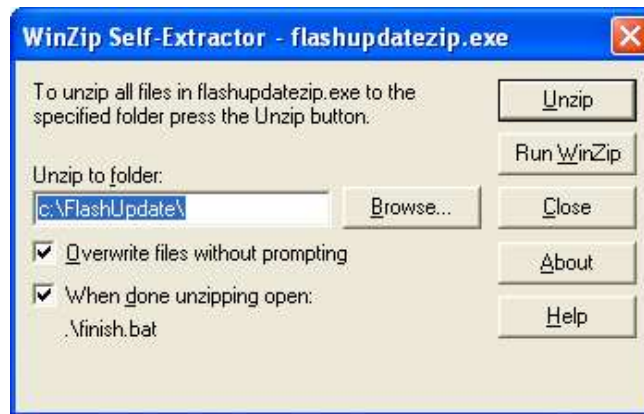 WinZip Self-Extractor - flashupdatezip.exe
To unzip all files in flashupdatezip.exe to the
specified folder press the Unzip button.
Unzip to folder:
c:\FlashUpdate\
Browse...
Overwrite files without prompting
When done unzipping open:
.\finish.bat
Unzip
Run WinZip
Close
About
Help